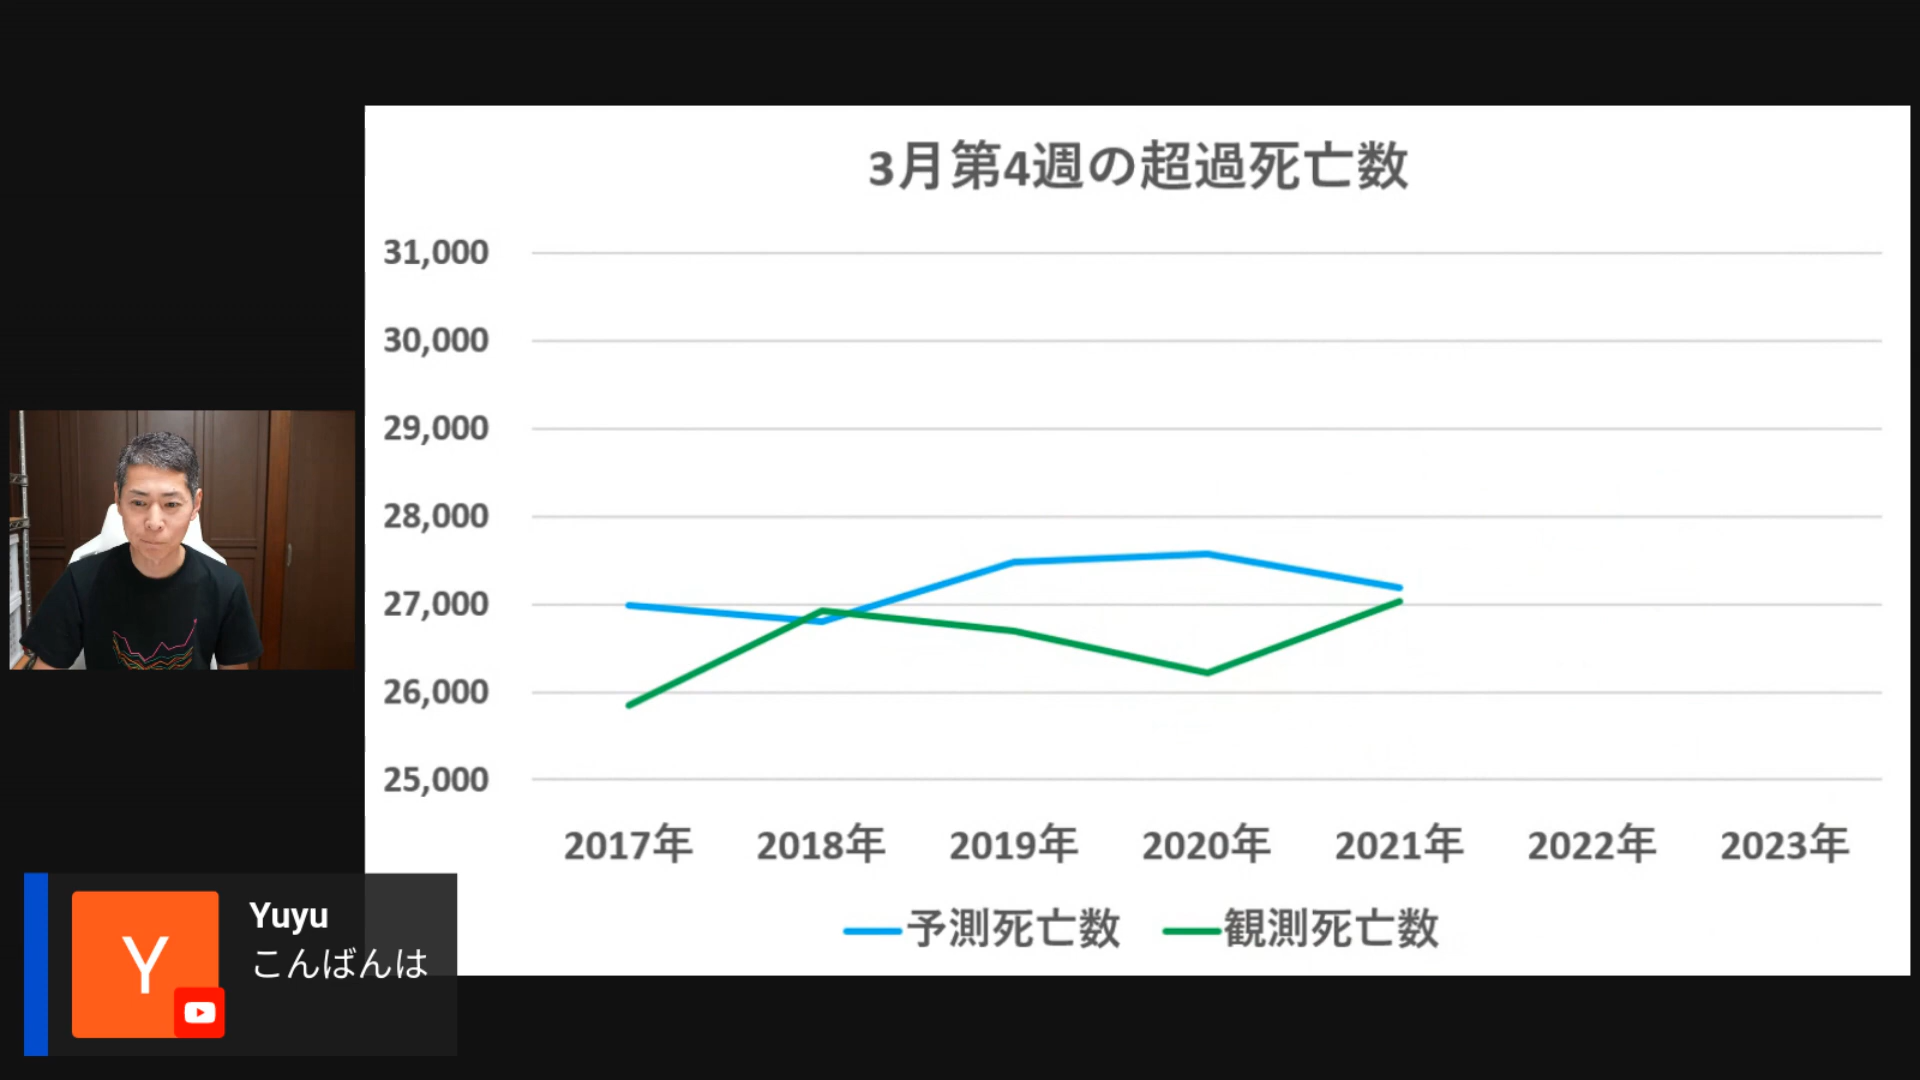 3月第4週の超過死亡数
31,000
30,000
29,000
28,000
27,000
26,000
25,000
2017年 2018年 2019年 2020年 2021年 2022年 2023年
予測死亡数 観測死亡数
Y
Yuyu
こんばんは